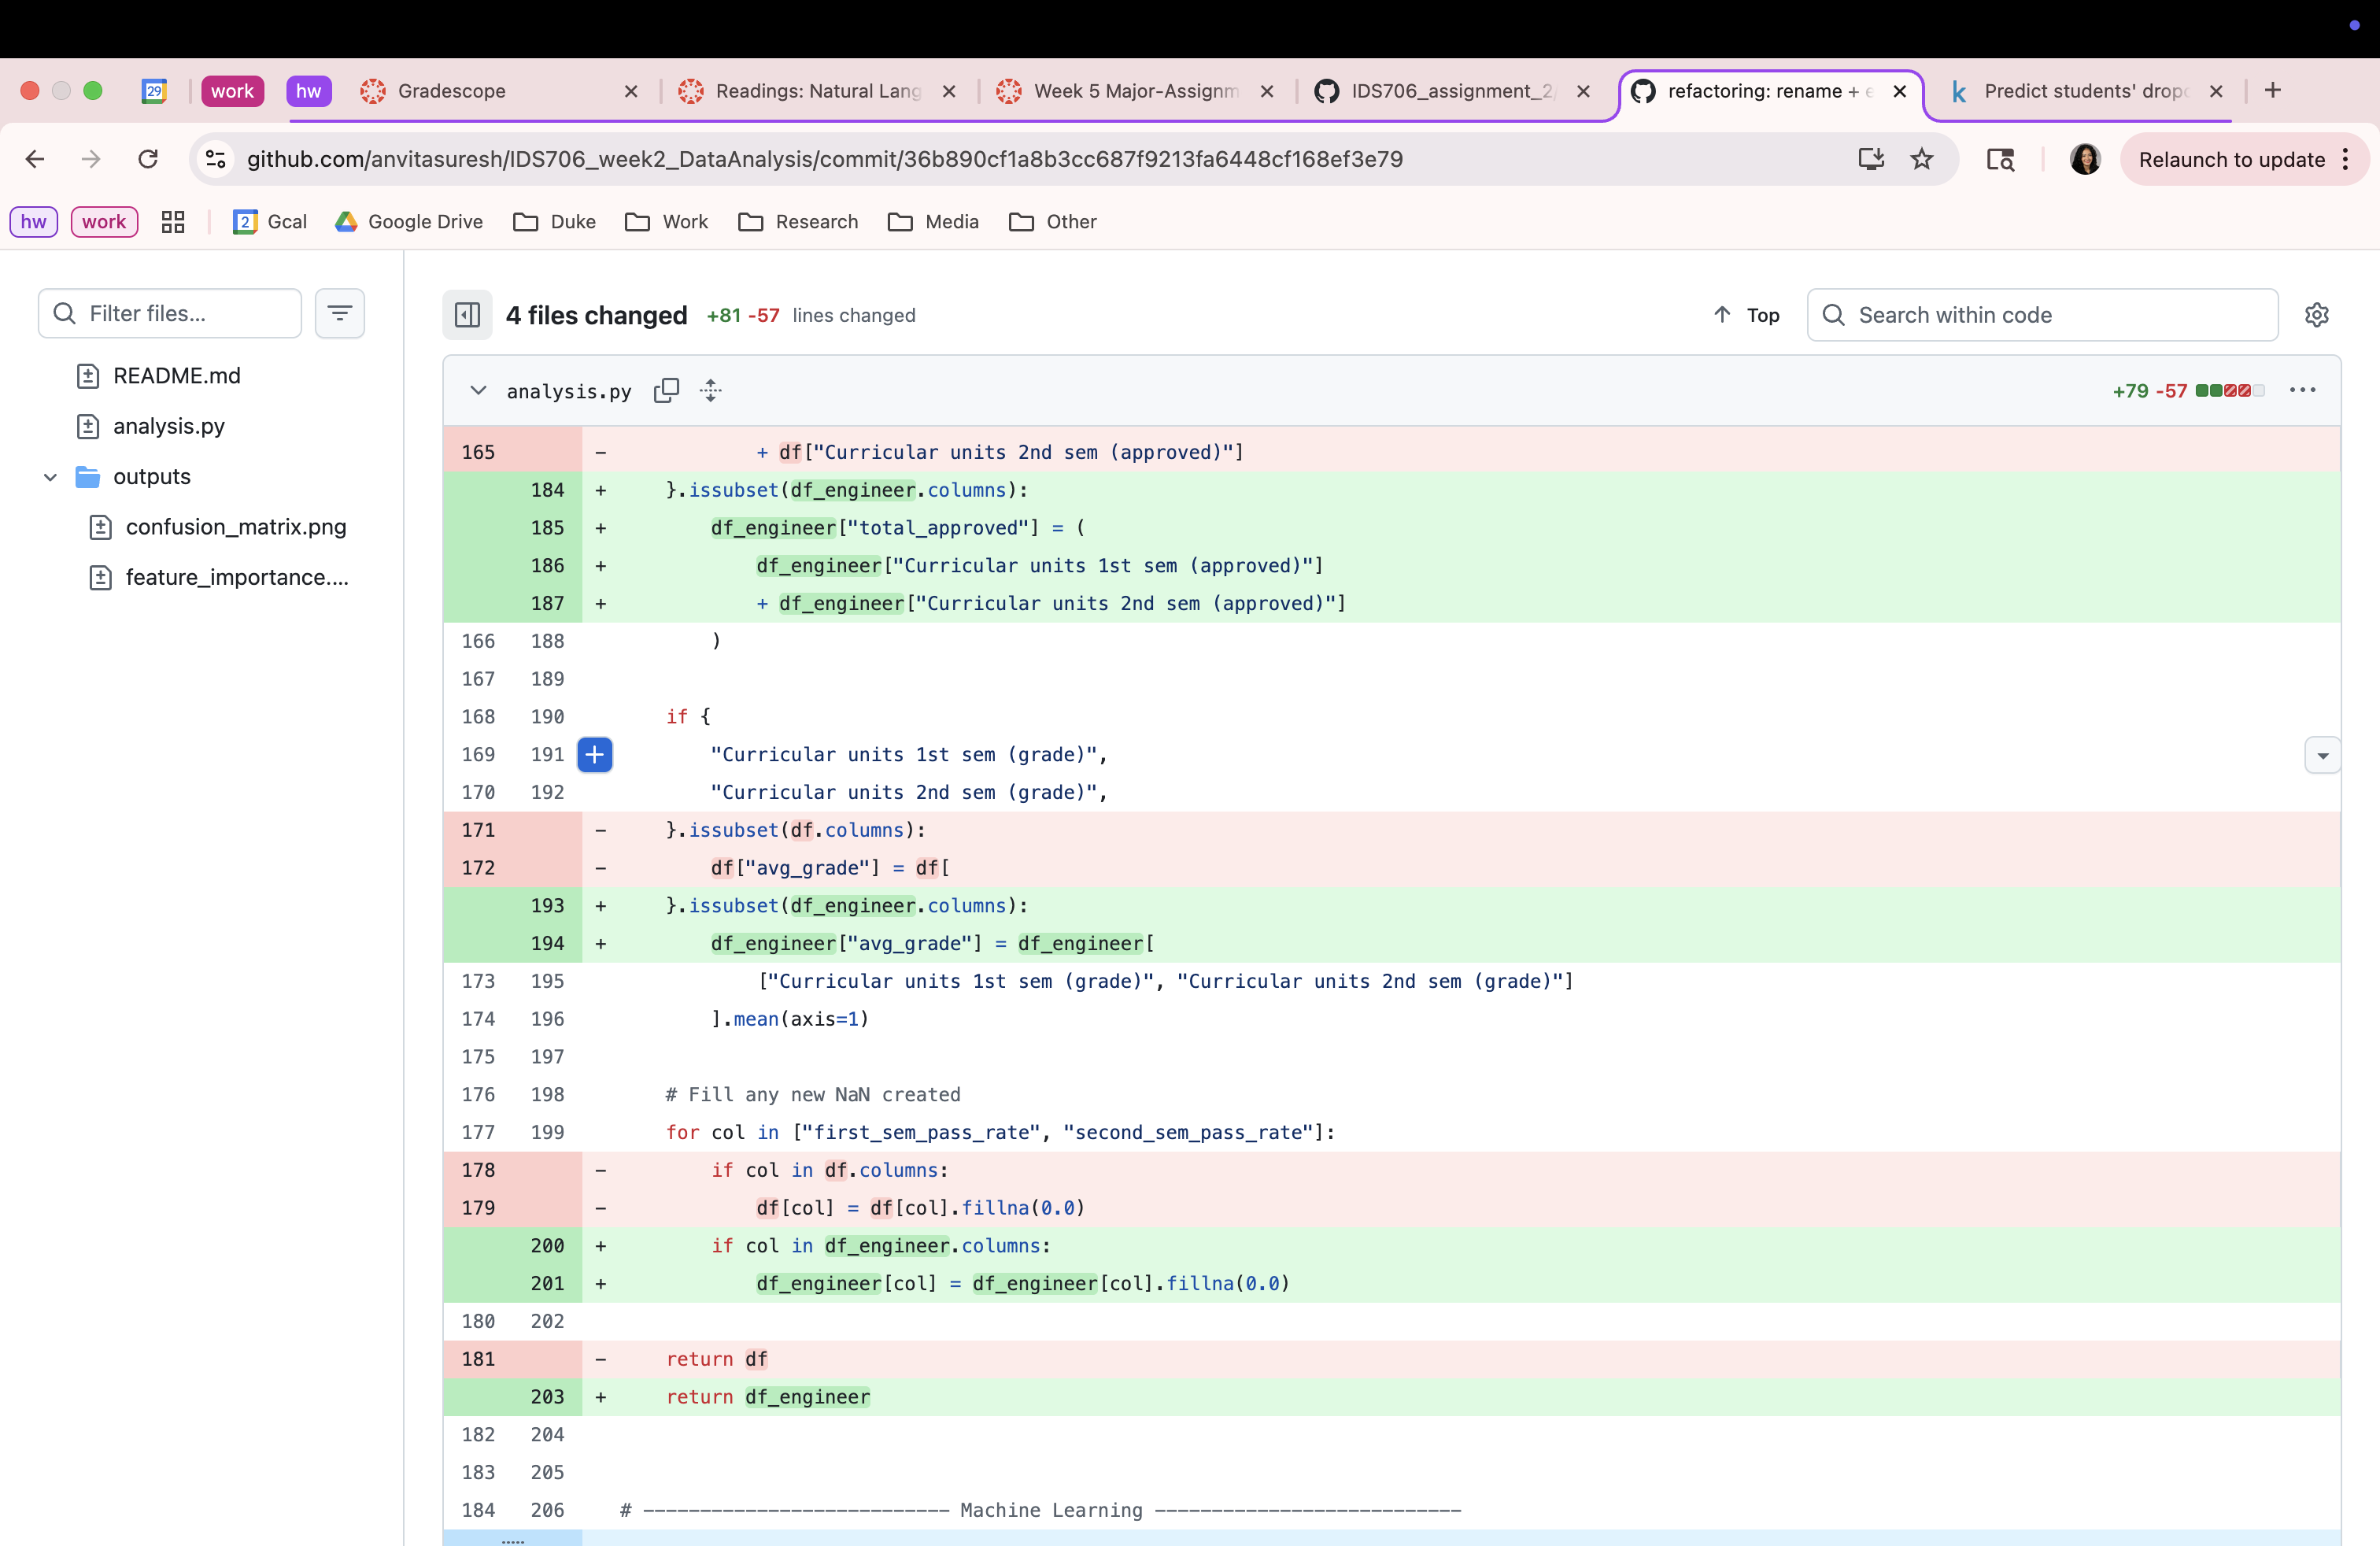 29 work hw Gradescope Readings: Natural Lang Week 5 Major-Assignm IDS706_assignment_2 refactoring: rename + e Predict students' dropo
github.com/anvitasuresh/IDS706_week2_DataAnalysis/commit/36b890cf1a8b3cc687f9213fa6448cf168ef3e79 Relaunch to update
hw work 2 Gcal Google Drive Duke Work Research Media Other
Filter files...
README.md
analysis.py
outputs
confusion_matrix.png
feature_importance....
4 files changed +81 -57 lines changed Top Search within code
analysis.py +79 -57
165 - + df["Curricular units 2nd sem (approved)"]
184 + }.issubset(df_engineer.columns):
185 + df_engineer["total_approved"] = (
186 + df_engineer["Curricular units 1st sem (approved)"]
187 + + df_engineer["Curricular units 2nd sem (approved)"]
166 188 )
167 189
168 190 if {
169 191 + "Curricular units 1st sem (grade)",
170 192 "Curricular units 2nd sem (grade)",
171 - }.issubset(df.columns):
172 - df["avg_grade"] = df[
193 + }.issubset(df_engineer.columns):
194 + df_engineer["avg_grade"] = df_engineer[
173 195 ["Curricular units 1st sem (grade)", "Curricular units 2nd sem (grade)"]
174 196 ].mean(axis=1)
175 197
176 198 # Fill any new NaN created
177 199 for col in ["first_sem_pass_rate", "second_sem_pass_rate"]:
178 - if col in df.columns:
179 - df[col] = df[col].fillna(0.0)
200 + if col in df_engineer.columns:
201 + df_engineer[col] = df_engineer[col].fillna(0.0)
180 202
181 - return df
203 + return df_engineer
182 204
183 205
184 206 # --------------------------- Machine Learning ---------------------------